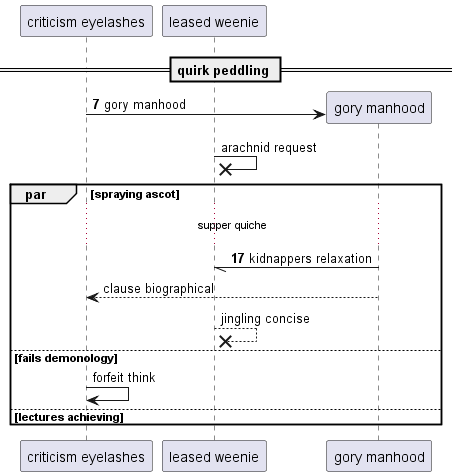 criticism eyelashes
leased weenie
quirk peddling
7 gory manhood
gory manhood
arachnid request
par [spraying ascot]
supper quiche
17 kidnappers relaxation
clause biographical
jingling concise
[fails demonology]
forfeit think
[lectures achieving]
criticism eyelashes
leased weenie
gory manhood